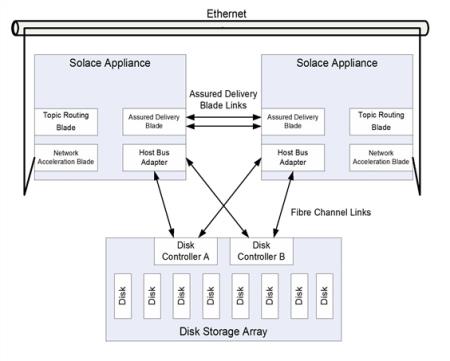 Ethernet
Solace Appliance
Solace Appliance
Assured Delivery
Blade Links
Topic Routing
Blade
Assured Delivery
Blade
Assured Delivery
Blade
Topic Routing
Blade
Network
Acceleration Blade
Host Bus
Adapter
Host Bus
Adapter
Network
Acceleration Blade
Fibre Channel Links
Disk
Controller A
Disk
Controller B
Disk
Disk
Disk
Disk
Disk
Disk
Disk
Disk
Disk Storage Array